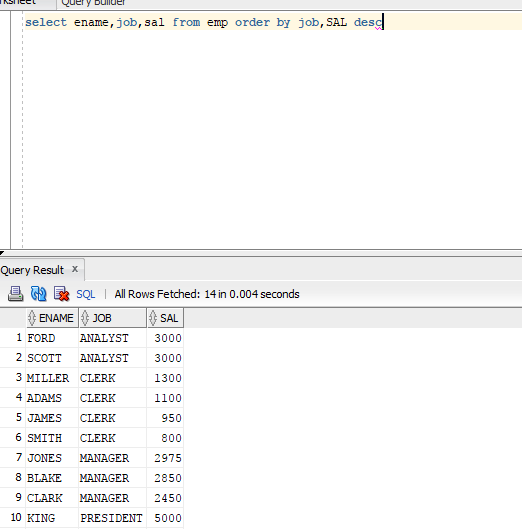 rksheet Query Builder
select ename,job,sal from emp order by job,SAL desc
Query Result x
SQL | All Rows Fetched: 14 in 0.004 seconds
ENAME JOB SAL
1 FORD ANALYST 3000
2 SCOTT ANALYST 3000
3 MILLER CLERK 1300
4 ADAMS CLERK 1100
5 JAMES CLERK 950
6 SMITH CLERK 800
7 JONES MANAGER 2975
8 BLAKE MANAGER 2850
9 CLARK MANAGER 2450
10 KING PRESIDENT 5000